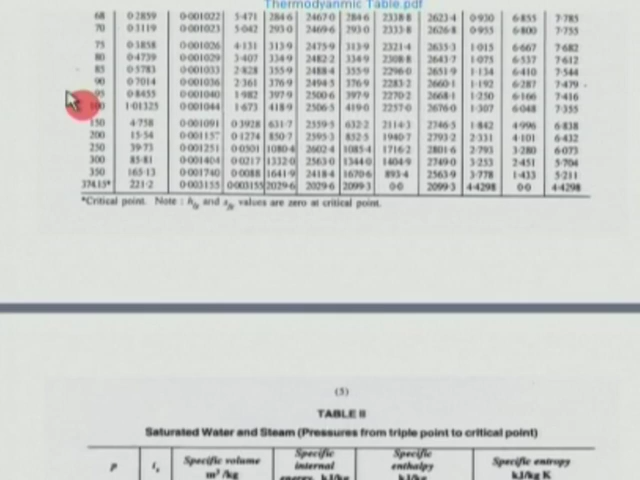 Thermodyanmic Table.pdf
68 0·2859 0·001022 5·471 284·6 2467·0 284·6 2338·8 2623·4 0·930 6·855 7·785
70 0·3119 0·001023 5·042 293·0 2469·6 293·0 2333·8 2626·8 0·955 6·800 7·755
75 0·3858 0·001026 4·131 313·9 2475·9 313·9 2321·4 2635·3 1·015 6·667 7·682
80 0·4739 0·001029 3·407 334·9 2482·2 334·9 2308·8 2643·7 1·075 6·537 7·612
85 0·5783 0·001033 2·828 355·9 2488·4 355·9 2296·0 2651·9 1·134 6·410 7·544
90 0·7014 0·001036 2·361 376·9 2494·5 376·9 2283·2 2660·1 1·192 6·287 7·479
95 0·8455 0·001040 1·982 397·9 2500·6 397·9 2270·2 2668·1 1·250 6·166 7·416
100 1·01325 0·001044 1·673 418·9 2506·5 419·0 2257·0 2676·0 1·307 6·048 7·355
150 4·758 0·001091 0·3928 631·7 2559·5 632·2 2114·3 2746·5 1·842 4·996 6·838
200 15·54 0·001157 0·1274 850·7 2595·3 852·5 1940·7 2793·2 2·331 4·101 6·432
250 39·73 0·001251 0·0501 1080·4 2602·4 1085·4 1716·2 2801·6 2·793 3·280 6·073
300 85·81 0·001404 0·0217 1332·0 2563·0 1344·0 1404·9 2749·0 3·253 2·451 5·704
350 165·13 0·001740 0·0088 1641·9 2418·4 1670·6 893·4 2563·9 3·778 1·433 5·211
374.15* 221·2 0·003155 0·003155 2029·6 2029·6 2099·3 0·0 2099·3 4·4298 0·0 4·4298
*Critical point. Note : hfg and sfg values are zero at critical point.
(5)
TABLE II
Saturated Water and Steam (Pressures from triple point to critical point)
Specific Specific
p ts Specific volume internal enthalpy Specific entropy
m³/kg energy, kJ/kg kJ/kg kJ/kg K